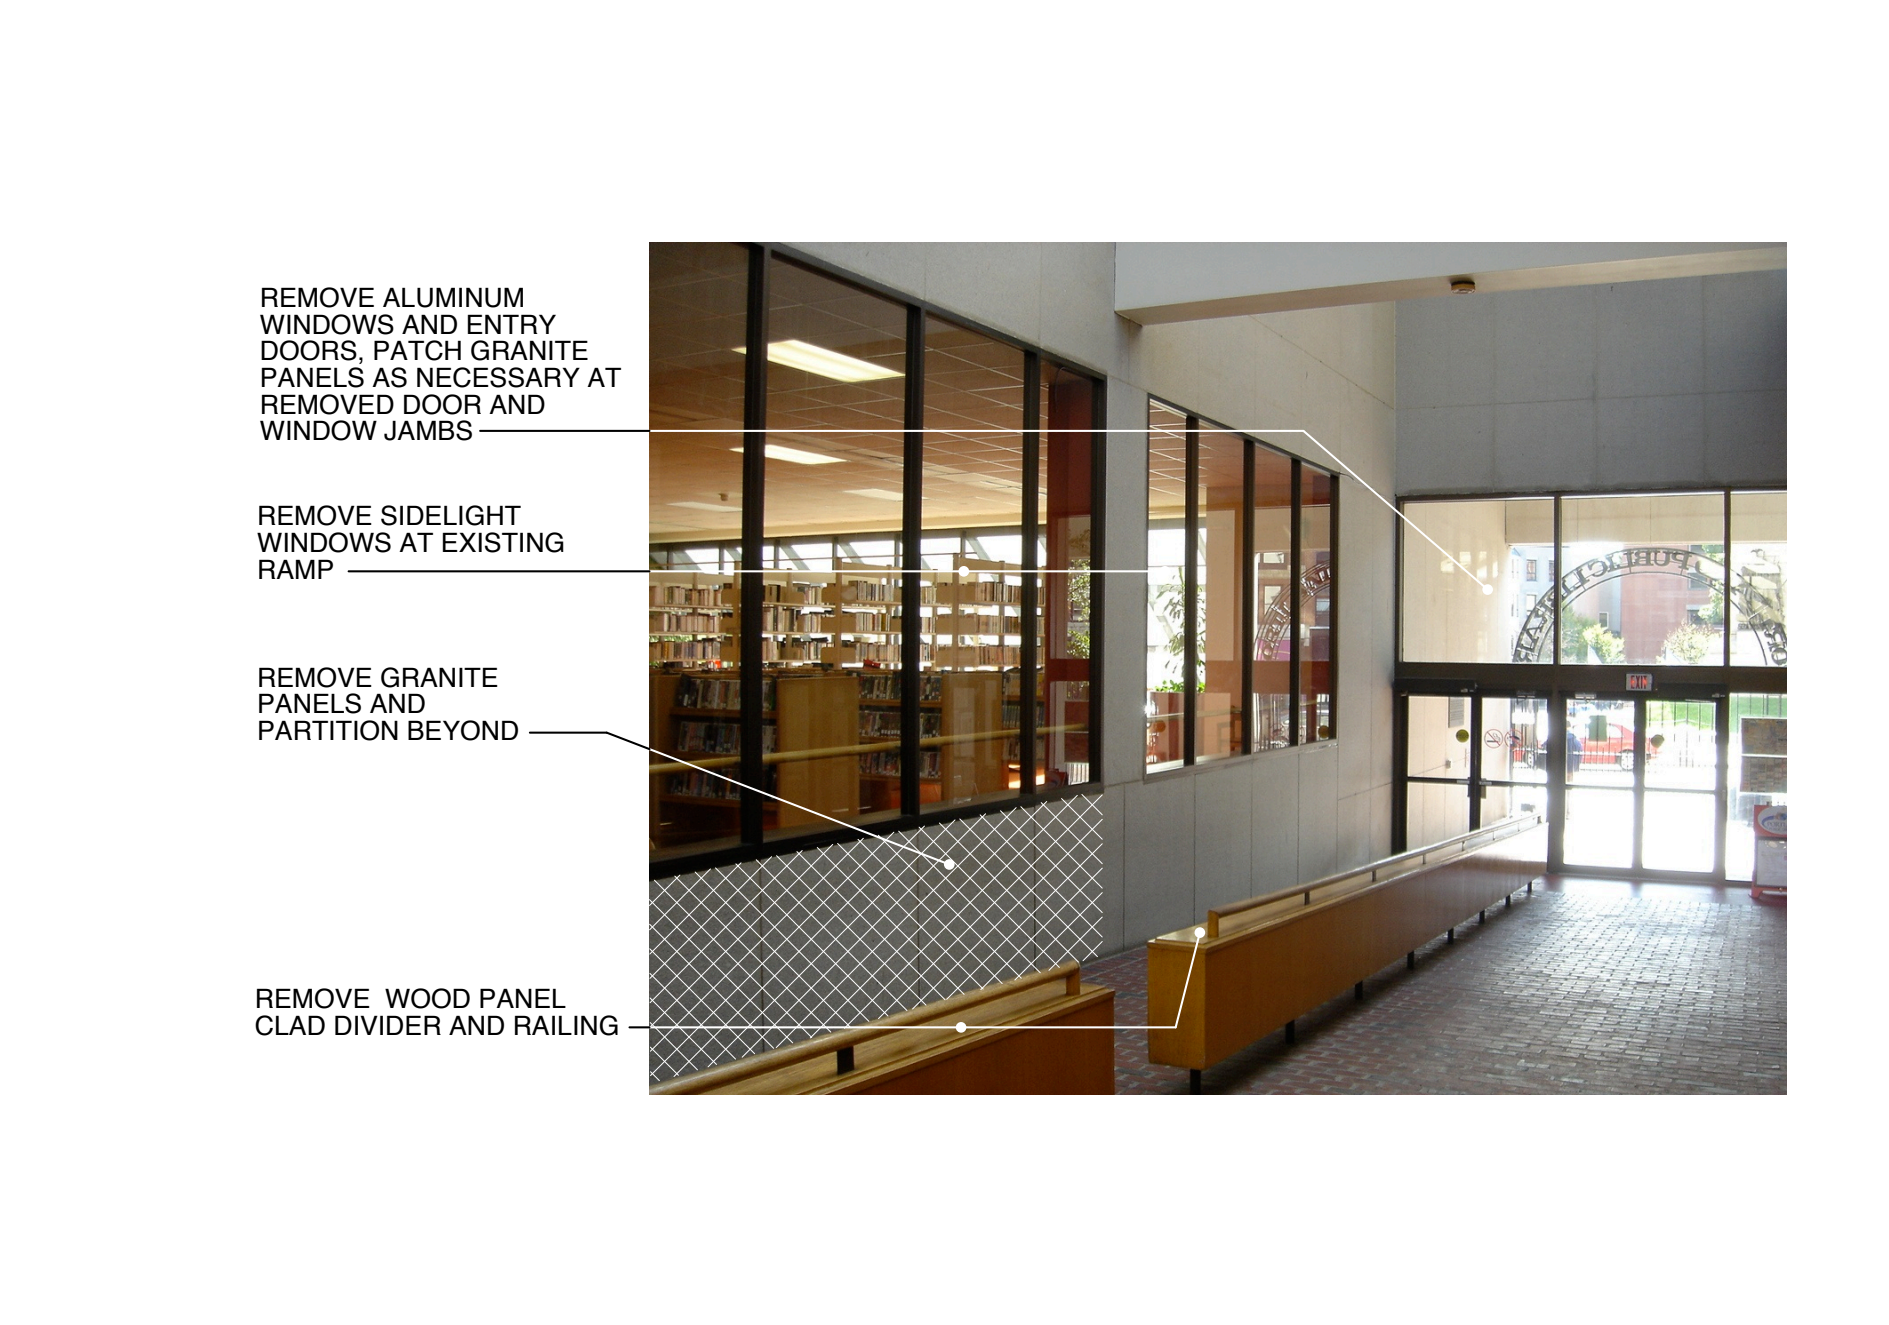 REMOVE ALUMINUM
WINDOWS AND ENTRY
DOORS, PATCH GRANITE
PANELS AS NECESSARY AT
REMOVED DOOR AND
WINDOW JAMBS
REMOVE SIDELIGHT
WINDOWS AT EXISTING
RAMP
REMOVE GRANITE
PANELS AND
PARTITION BEYOND
REMOVE  WOOD PANEL
CLAD DIVIDER AND RAILING
PUBLIC
EXIT